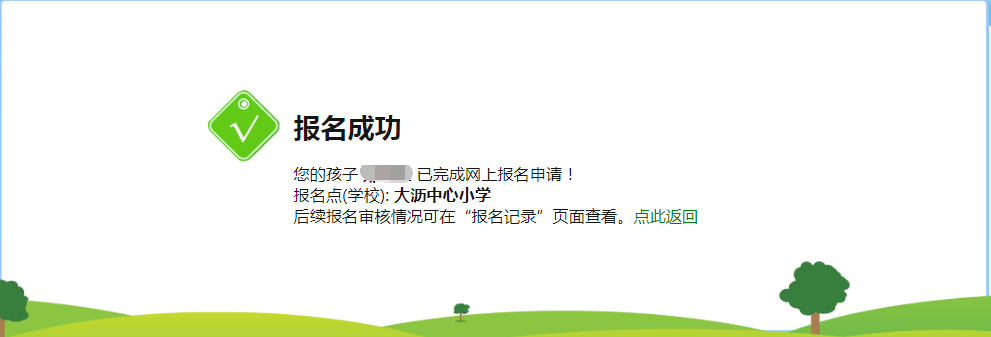 报名成功
您的孩子 已完成网上报名申请！
报名点(学校): 大沥中心小学
后续报名审核情况可在“报名记录”页面查看。点此返回